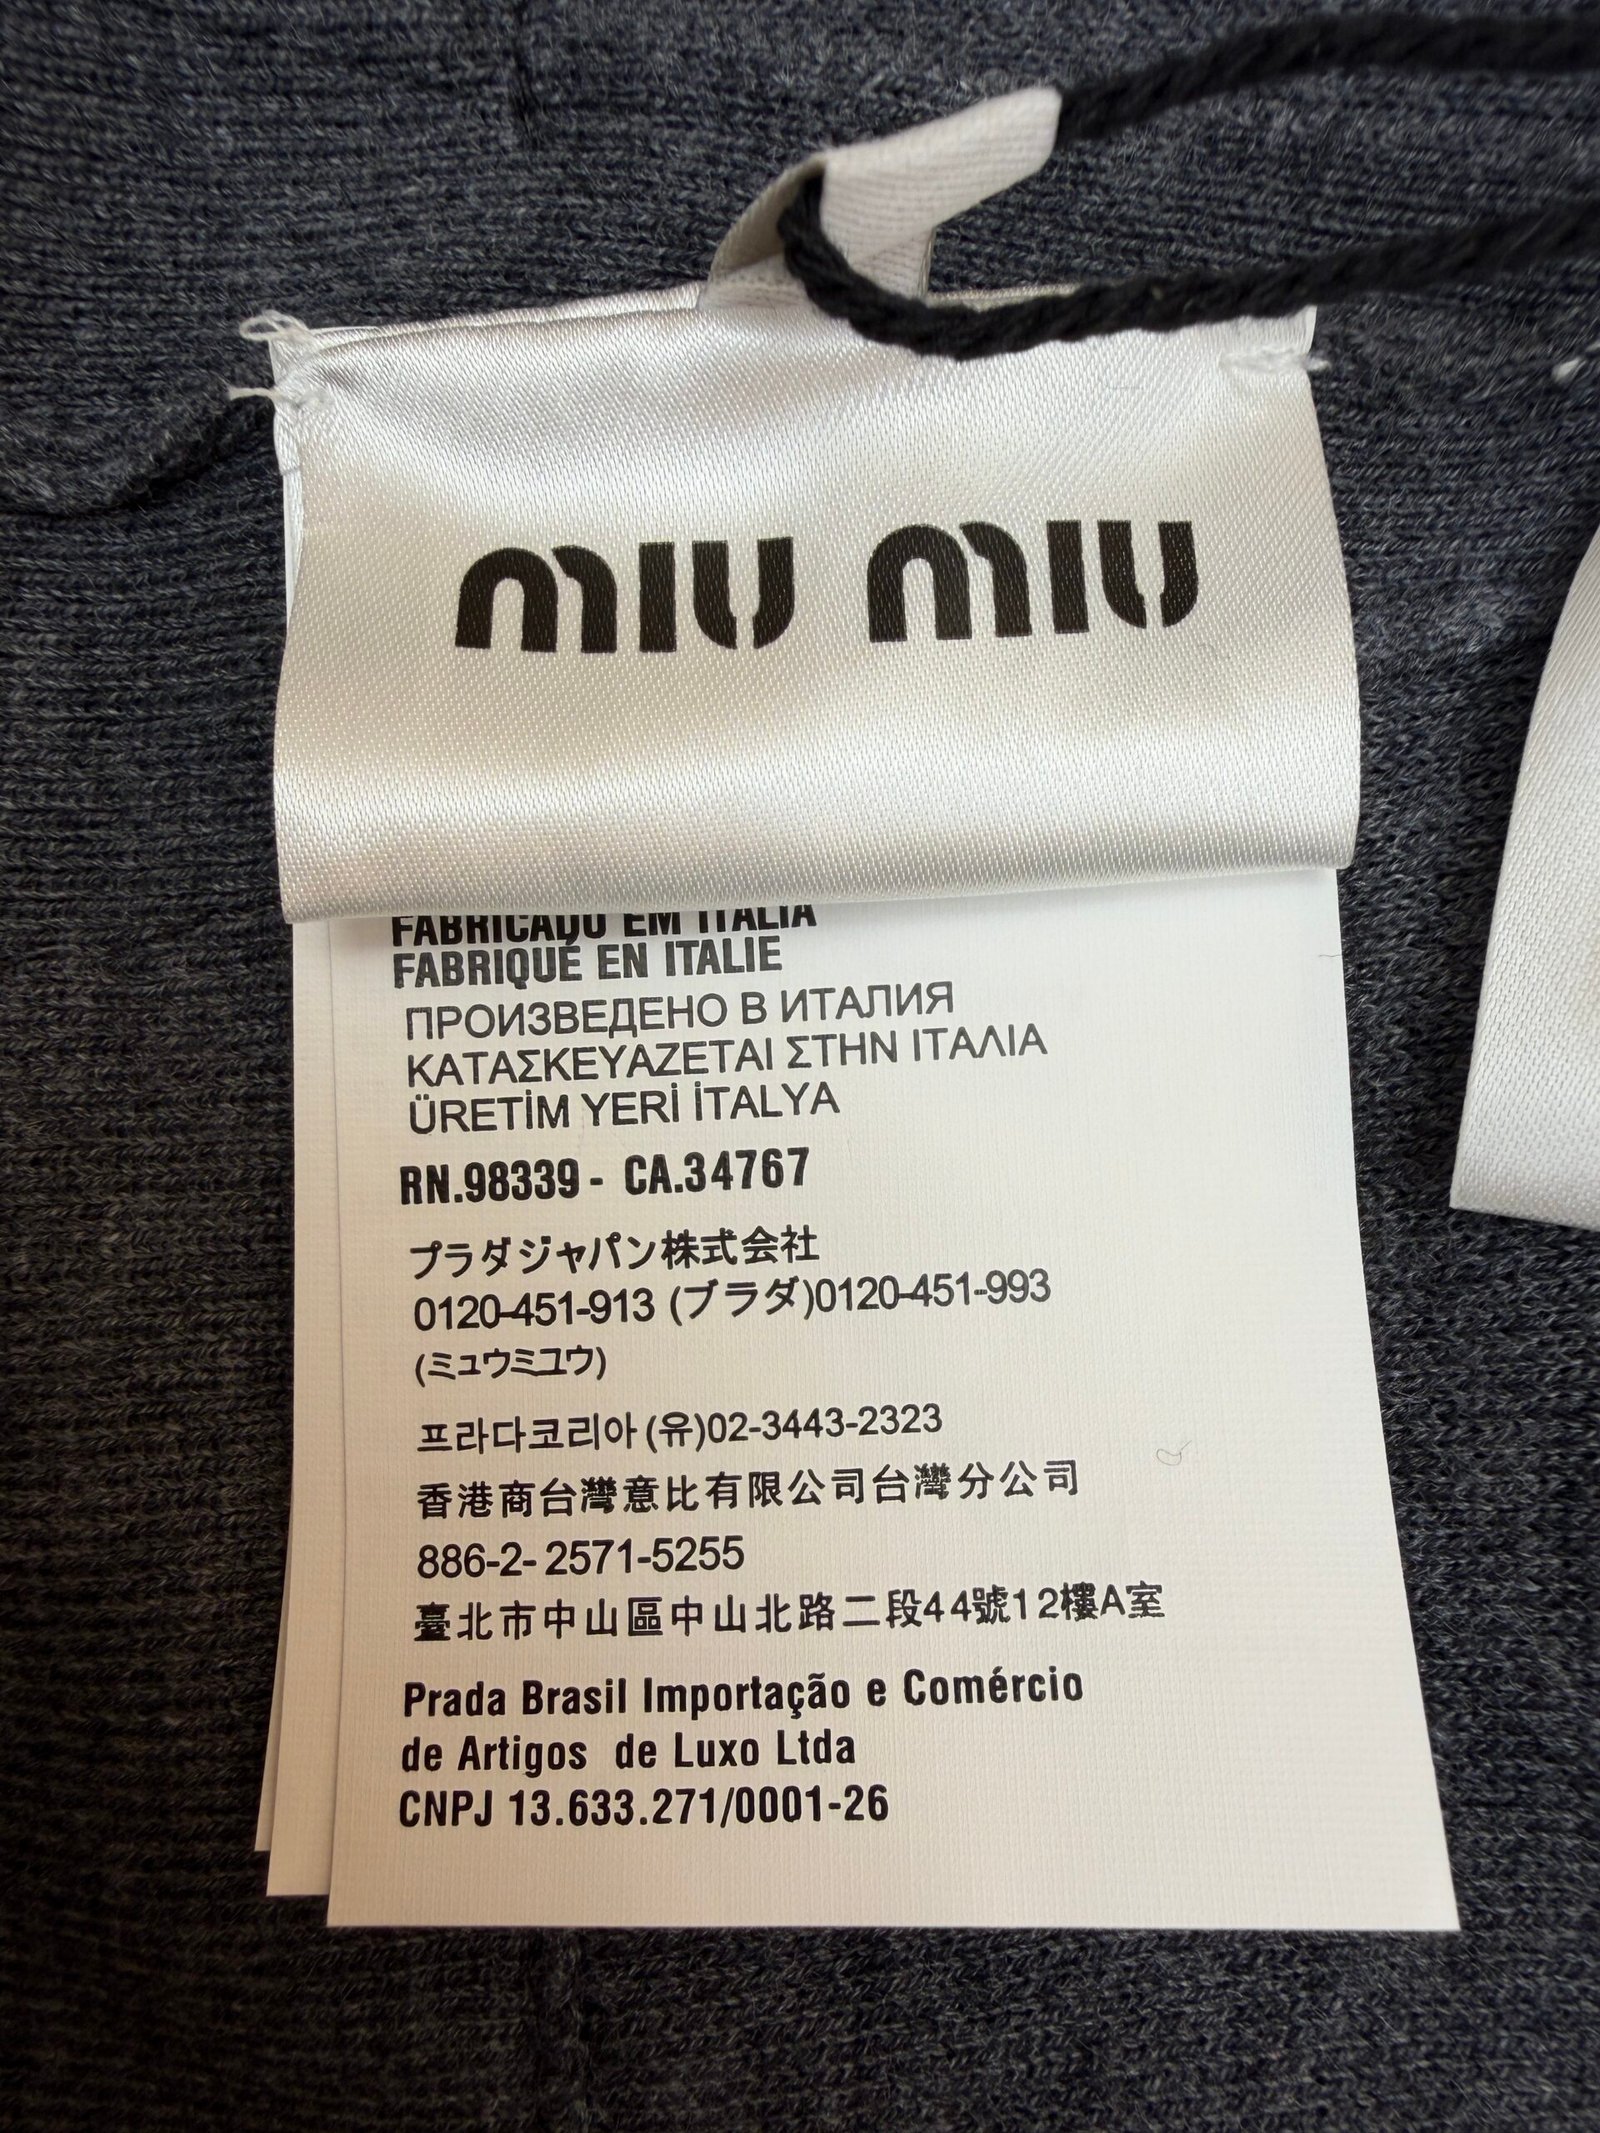 miu miu
FABRICADO EM ITALIA
FABRIQUÉ EN ITALIE
ПРОИЗВЕДЕНО В ИТАЛИЯ
ΚΑΤΑΣΚΕΥΑΖΕΤΑΙ ΣΤΗΝ ΙΤΑΛΙΑ
ÜRETİM YERİ İTALYA
RN.98339 - CA.34767
プラダジャパン株式会社
0120-451-913 (プラダ)0120-451-993
(ミュウミユウ)
프라다코리아 (유)02-3443-2323
香港商台灣意比有限公司台灣分公司
886-2- 2571-5255
臺北市中山區中山北路二段44號12樓A室
Prada Brasil Importação e Comércio
de Artigos de Luxo Ltda
CNPJ 13.633.271/0001-26